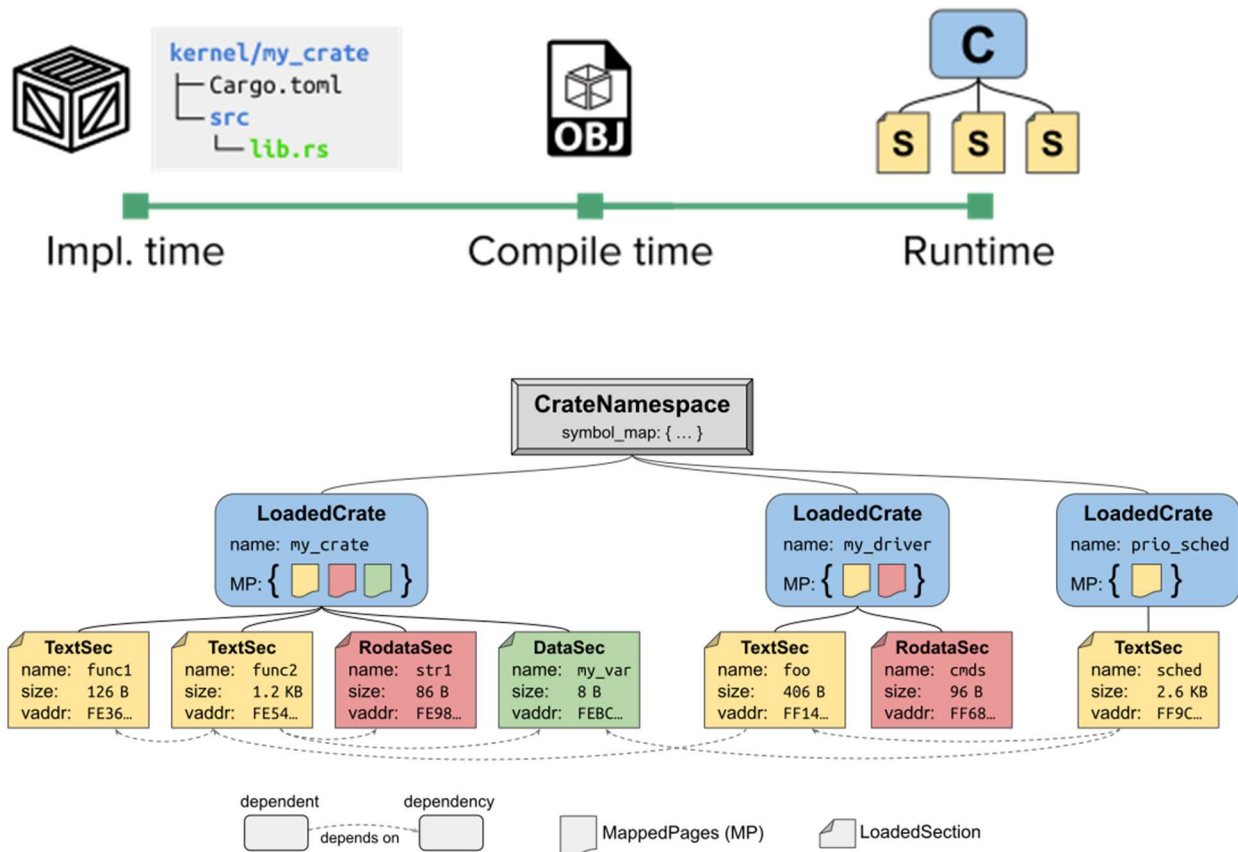 kernel/my_crate
Cargo.toml
src
lib.rs
OBJ
C
S S S
Impl. time Compile time Runtime
CrateNamespace
symbol_map: { … }
LoadedCrate
name: my_crate
MP: { }
LoadedCrate
name: my_driver
MP: { }
LoadedCrate
name: prio_sched
MP: { }
TextSec
name: func1
size: 126 B
vaddr: FE36…
TextSec
name: func2
size: 1.2 KB
vaddr: FE54…
RodataSec
name: str1
size: 86 B
vaddr: FE98…
DataSec
name: my_var
size: 8 B
vaddr: FEBC…
TextSec
name: foo
size: 406 B
vaddr: FF14…
RodataSec
name: cmds
size: 96 B
vaddr: FF68…
TextSec
name: sched
size: 2.6 KB
vaddr: FF9C…
dependent dependency
depends on
MappedPages (MP)
LoadedSection